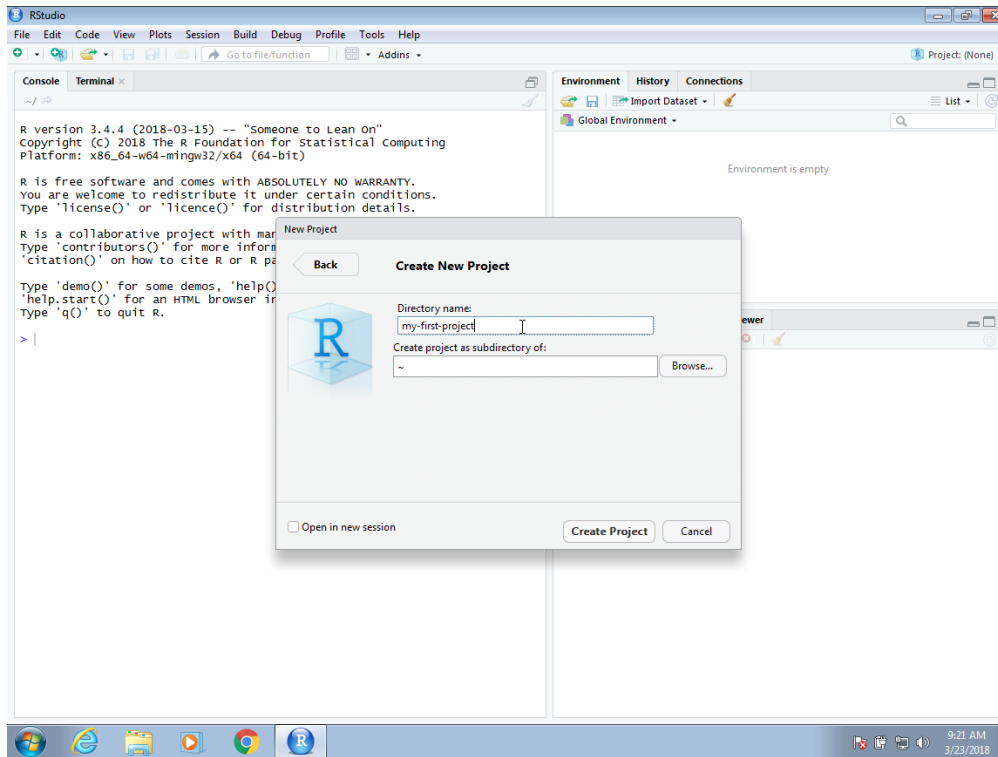 RStudio
File Edit Code View Plots Session Build Debug Profile Tools Help
Go to file/function Addins Project: (None)
Console Terminal
~/
R version 3.4.4 (2018-03-15) -- "Someone to Lean On"
Copyright (C) 2018 The R Foundation for Statistical Computing
Platform: x86_64-w64-mingw32/x64 (64-bit)
R is free software and comes with ABSOLUTELY NO WARRANTY.
You are welcome to redistribute it under certain conditions.
Type 'license()' or 'licence()' for distribution details.
R is a collaborative project with
Type 'contributors()' for more
'citation()' on how to cite R or R
Type 'demo()' for some demos, 'help()
'help.start()' for an HTML browser
Type 'q()' to quit R.
>
Environment History Connections
Import Dataset List
Global Environment
Environment is empty
ewer
New Project
Back
Create New Project
R
Directory name:
my-first-project
Create project as subdirectory of:
~
Browse...
Open in new session
Create Project
Cancel
R
9:21 AM
3/23/2018